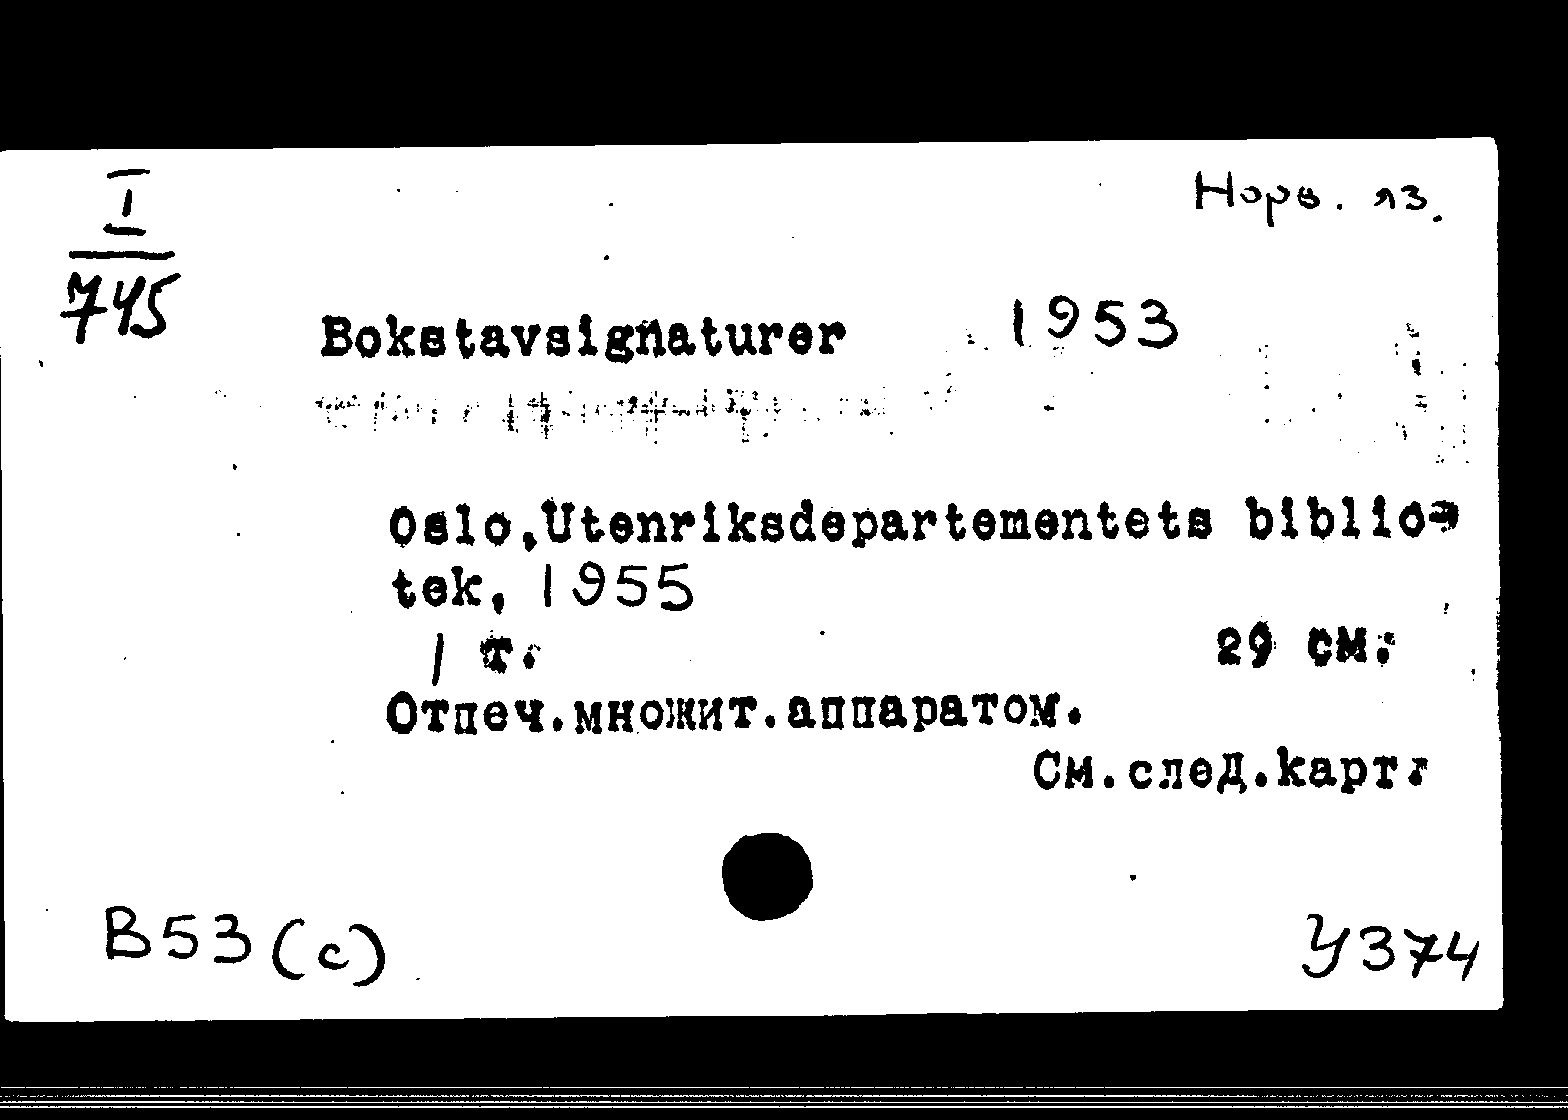 I
745
Норв. яз.
Bokstavsignaturer 1953
Oslo,Utenriksdepartementets biblio-
tek, 1955
1 т. 29 см.
Отпеч.множит.аппаратом.
См.след.карт.
B53(c)
У374